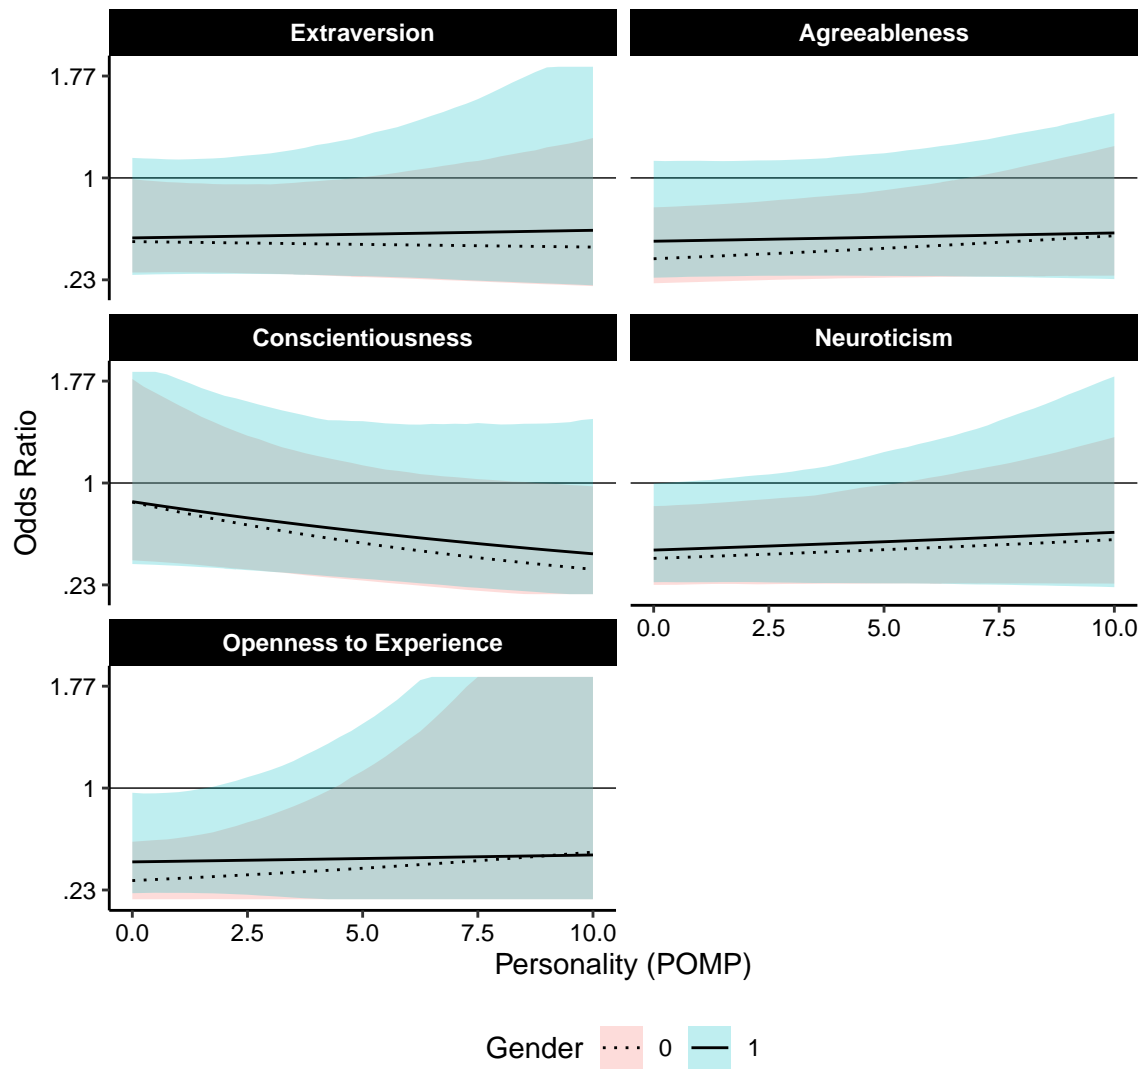 Extraversion
Agreeableness
1.77
1
.23
Conscientiousness
Neuroticism
1.77
1
.23
0.0 2.5 5.0 7.5 10.0
Openness to Experience
1.77
1
.23
0.0 2.5 5.0 7.5 10.0
Odds Ratio
Personality (POMP)
Gender 0 1